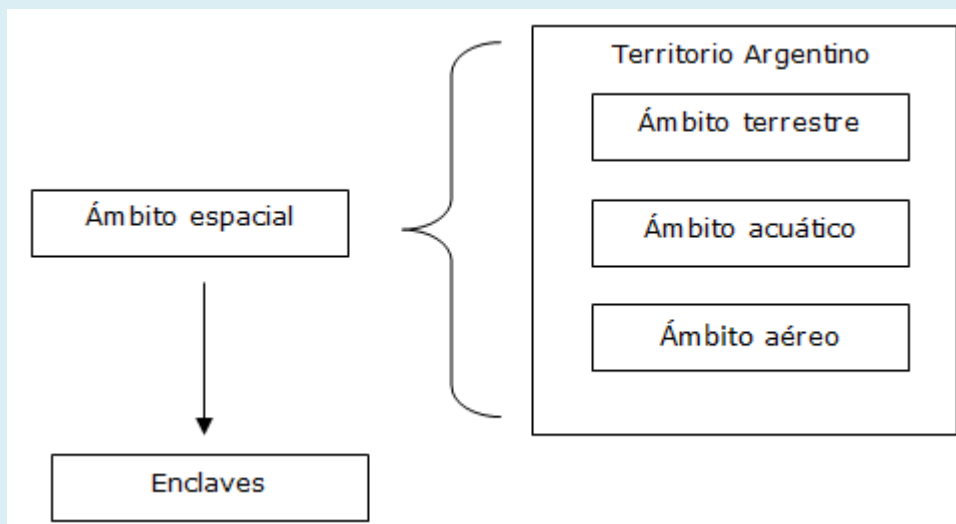 Territorio Argentino
Ámbito terrestre
Ámbito espacial
Ámbito acuático
Ámbito aéreo
Enclaves